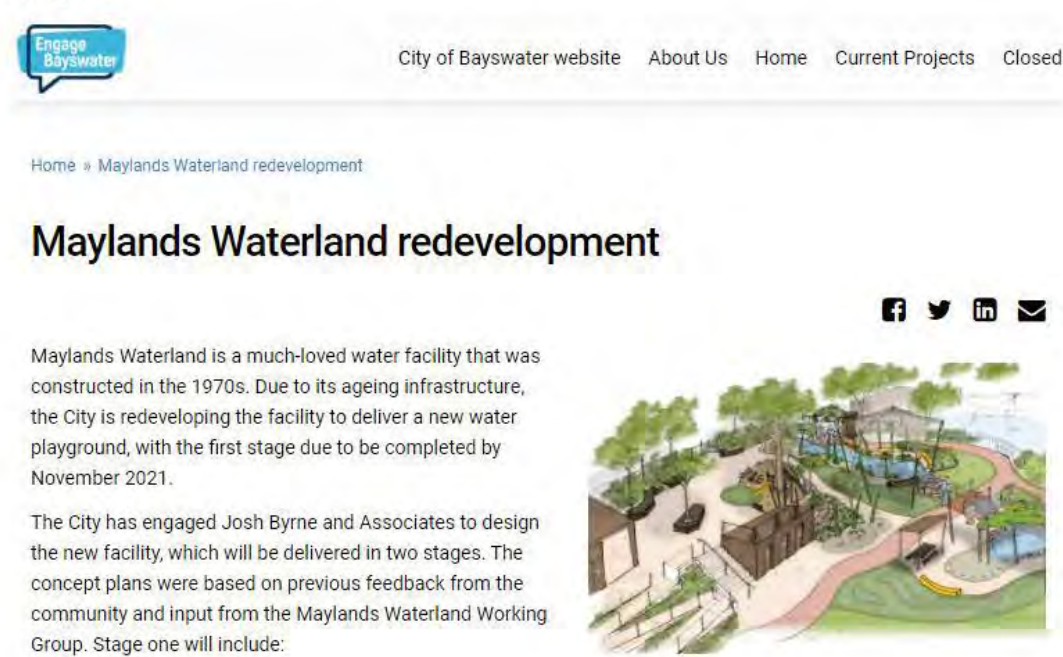 Engage
Bayswater
City of Bayswater website About Us Home Current Projects Closed
Home » Maylands Waterland redevelopment
Maylands Waterland redevelopment
Maylands Waterland is a much-loved water facility that was
constructed in the 1970s. Due to its ageing infrastructure,
the City is redeveloping the facility to deliver a new water
playground, with the first stage due to be completed by
November 2021.
The City has engaged Josh Byrne and Associates to design
the new facility, which will be delivered in two stages. The
concept plans were based on previous feedback from the
community and input from the Maylands Waterland Working
Group. Stage one will include: